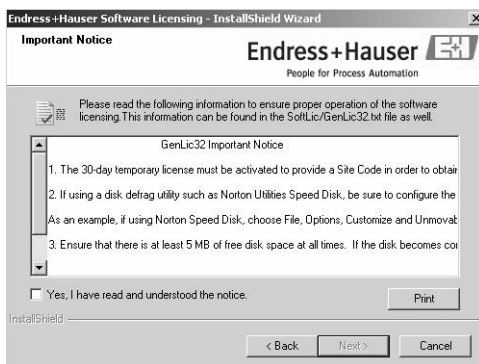 Endress+Hauser Software Licensing - InstallShield Wizard
Important Notice
Endress+Hauser
People for Process Automation
Please read the following information to ensure proper operation of the software
licensing.This information can be found in the SoftLic/GenLic32.txt file as well.
GenLic32 Important Notice
1. The 30-day temporary license must be activated to provide a Site Code in order to obtain
2. If using a disk defrag utility such as Norton Utilities Speed Disk, be sure to configure the
As an example, if using Norton Speed Disk, choose File, Options, Customize and
3. Ensure that there is at least 5 MB of free disk space at all times. If the disk becomes
Yes, I have read and understood the notice.
Print
InstallShield
< Back
Next >
Cancel